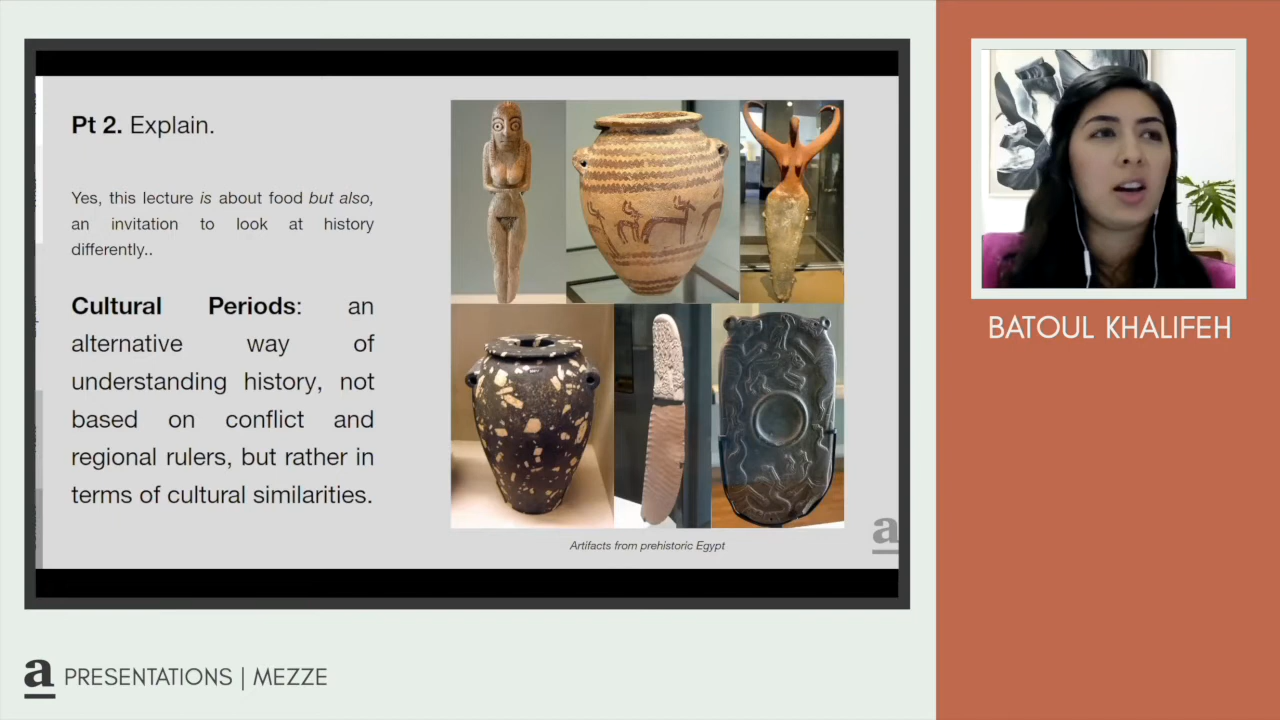 Pt 2. Explain.
Yes, this lecture is about food but also,
an invitation to look at history
differently..
Cultural Periods: an
alternative way of
understanding history, not
based on conflict and
regional rulers, but rather in
terms of cultural similarities.
Artifacts from prehistoric Egypt
a
BATOUL KHALIFEH
a PRESENTATIONS | MEZZE